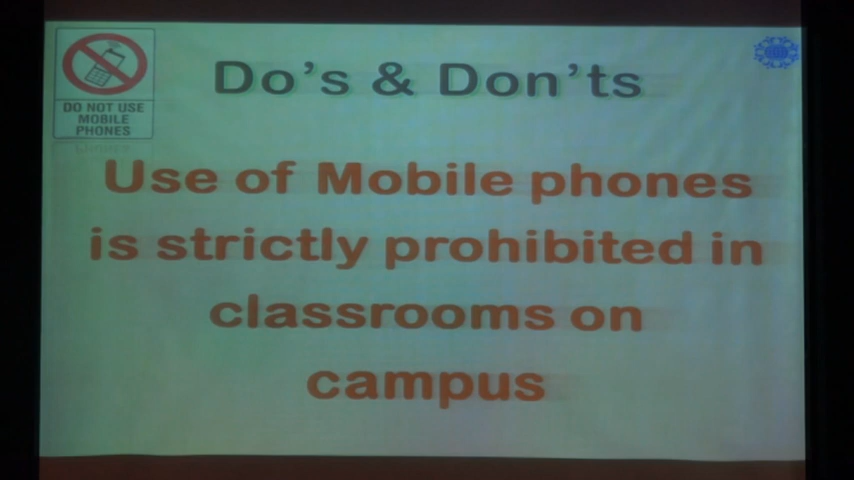 DO NOT USE
MOBILE
PHONES
Do's & Don'ts
Use of Mobile phones
is strictly prohibited in
classrooms on
campus